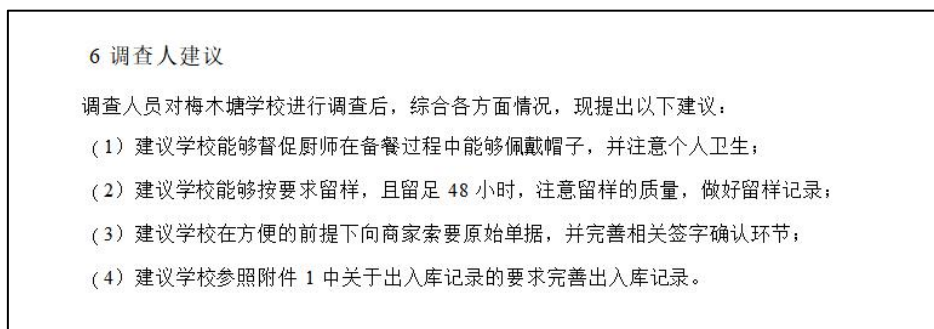 6 调查人建议
调查人员对梅木塘学校进行调查后，综合各方面情况，现提出以下建议：
(1）建议学校能够督促厨师在备餐过程中能够佩戴帽子，并注意个人卫生；
(2）建议学校能够按要求留样，且留足 48 小时，注意留样的质量，做好留样记录；
(3）建议学校在方便的前提下向商家索要原始单据，并完善相关签字确认环节；
(4）建议学校参照附件 1 中关于出入库记录的要求完善出入库记录。